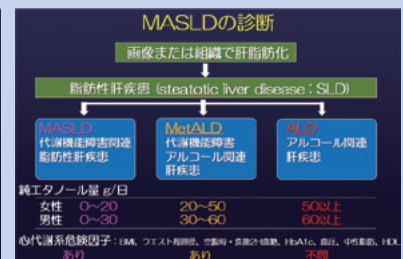 MASLDの診断
画像または組織で肝脂肪化
脂肪性肝疾患 (steatotic liver disease : SLD)
MASLD
代謝機能障害関連
脂肪性肝疾患
MetALD
代謝機能障害
アルコール関連
肝疾患
ALD
アルコール関連
肝疾患
純エタノール量 g/日
女性 0～20 20～50 50以上
男性 0～30 30～60 60以上
心代謝系危険因子：BMI、ウエスト周囲径、空腹時・食後2h血糖、HbA1c、血圧、中性脂肪、HDL
あり あり 不問